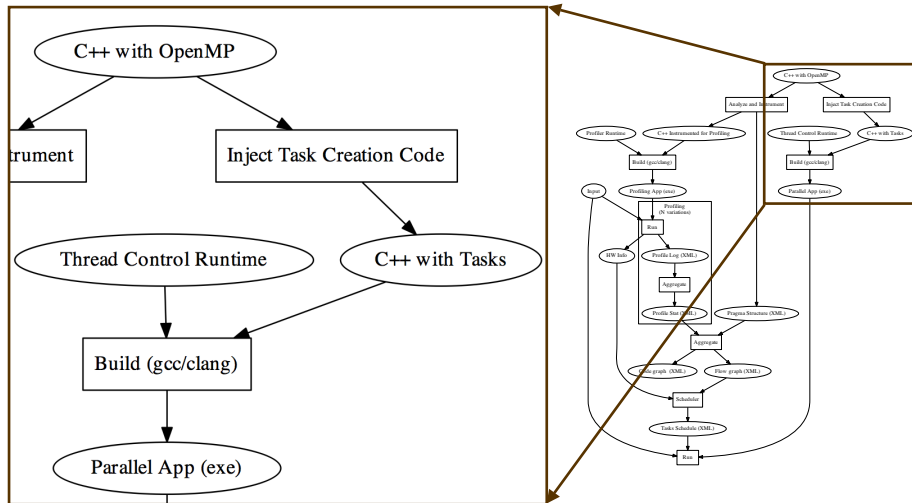 C++ with OpenMP
trument
Inject Task Creation Code
Thread Control Runtime
C++ with Tasks
Build (gcc/clang)
Parallel App (exe)
C++ with OpenMP
Analyze and Instrument
Inject Task Creation Code
Profiler Runtime
C++ Instrumented for Profiling
Thread Control Runtime
C++ with Tasks
Build (gcc/clang)
Build (gcc/clang)
Input
Profiling App (exe)
Parallel App (exe)
Profiling
(N variations)
Run
HW Info
Profile Log (XML)
Aggregate
Profile Stat (XML)
Pragma Structure (XML)
Aggregate
graph (XML)
Flow graph (XML)
Scheduler
Tasks Schedule (XML)
Run